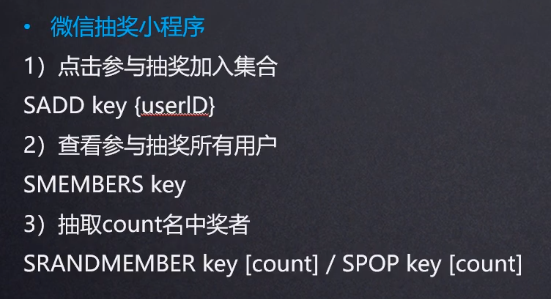 • 微信抽奖小程序
1）点击参与抽奖加入集合
SADD key {userID}
2）查看参与抽奖所有用户
SMEMBERS key
3）抽取count名中奖者
SRANDMEMBER key [count] / SPOP key [count]